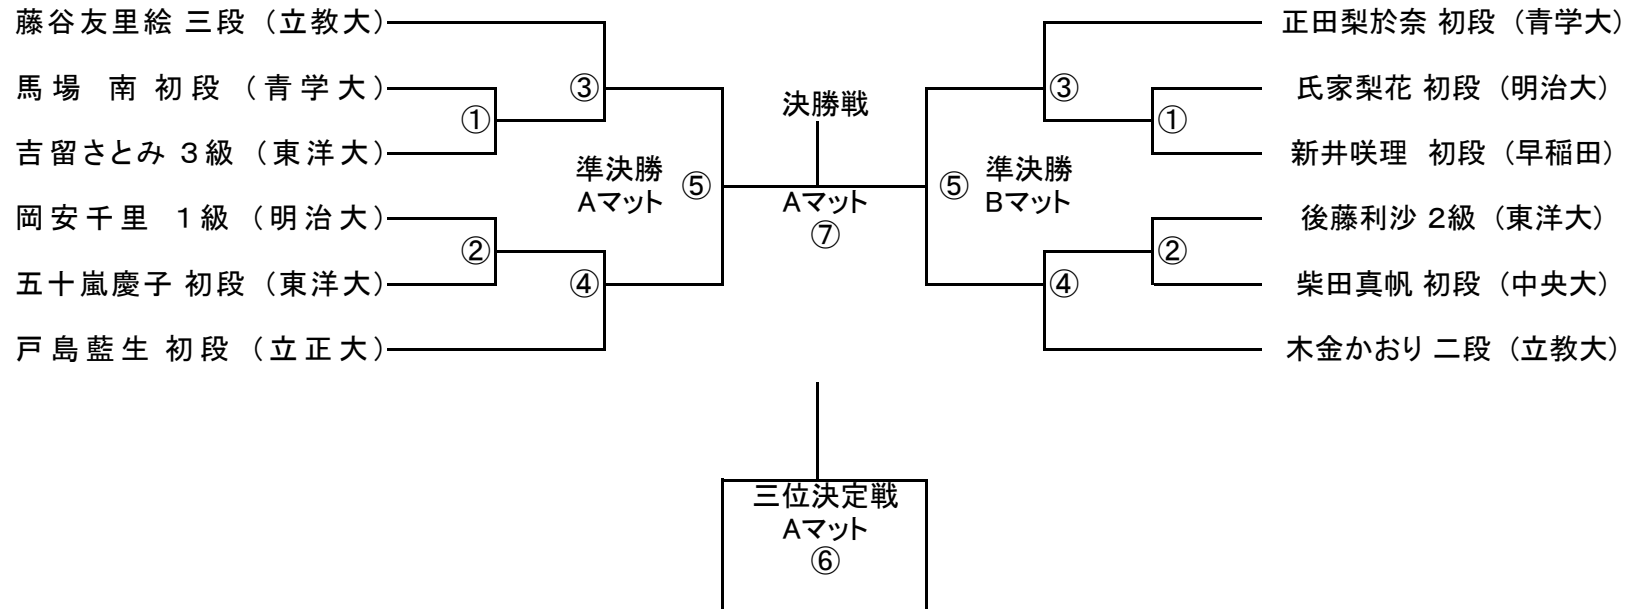 藤谷友里絵 三段 （立教大）
馬場 南 初段 （青学大）
吉留さとみ ３級 （東洋大）
岡安千里 １級 （明治大）
五十嵐慶子 初段 （東洋大）
戸島藍生 初段 （立正大）
①
②
③
④
準決勝
Aマット
⑤
決勝戦
Aマット
⑦
⑤
準決勝
Bマット
③
④
①
②
正田梨於奈 初段 （青学大）
氏家梨花 初段 （明治大）
新井咲理 初段 （早稲田）
後藤利沙 2級 （東洋大）
柴田真帆 初段 （中央大）
木金かおり 二段 （立教大）
三位決定戦
Aマット
⑥